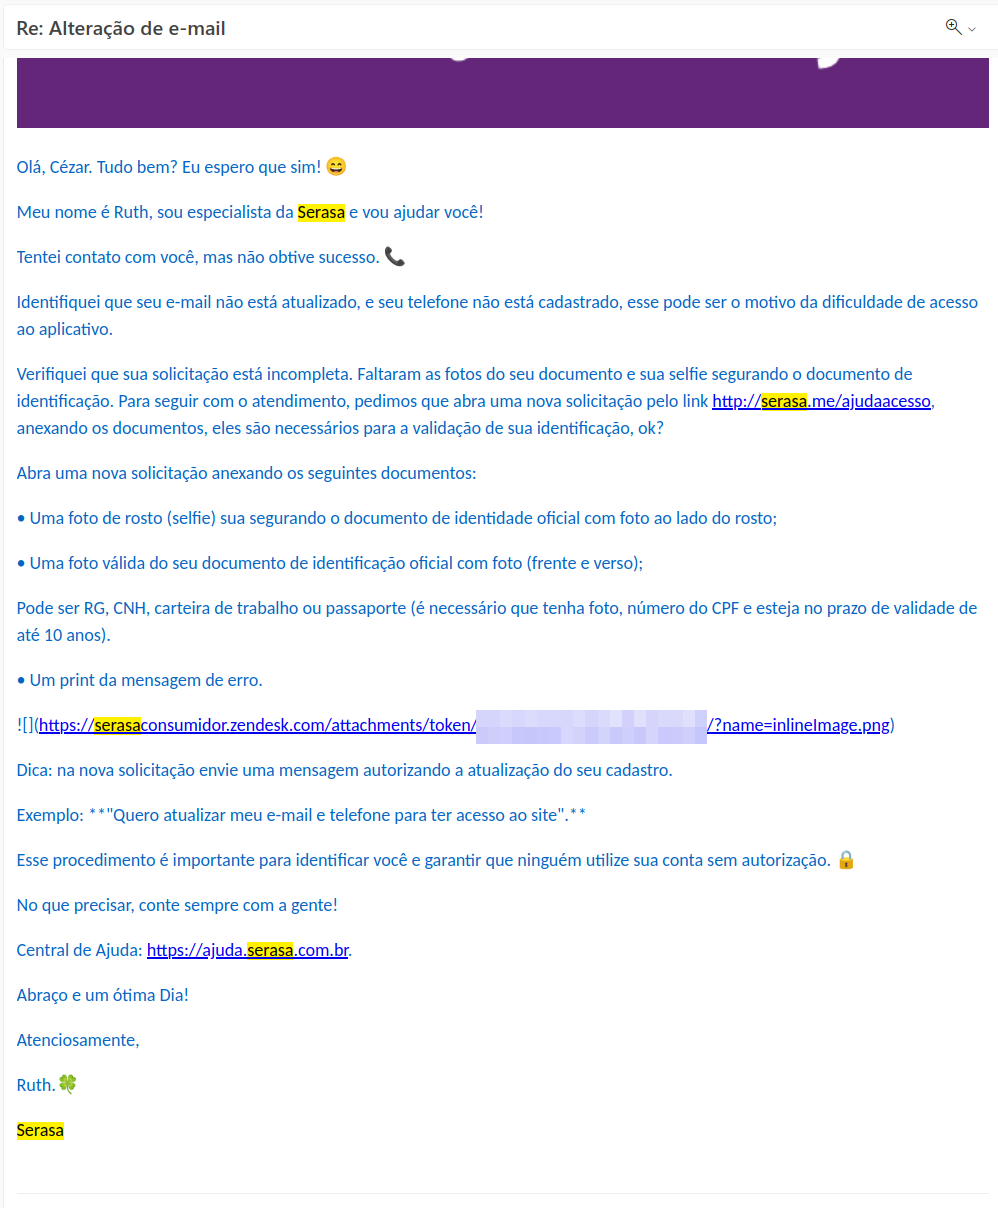 Re: Alteração de e-mail
Olá, Cézar. Tudo bem? Eu espero que sim! 😄
Meu nome é Ruth, sou especialista da Serasa e vou ajudar você!
Tentei contato com você, mas não obtive sucesso. 📞
Identifiquei que seu e-mail não está atualizado, e seu telefone não está cadastrado, esse pode ser o motivo da dificuldade de acesso
ao aplicativo.
Verifiquei que sua solicitação está incompleta. Faltaram as fotos do seu documento e sua selfie segurando o documento de
identificação. Para seguir com o atendimento, pedimos que abra uma nova solicitação pelo link http://serasa.me/ajudaacesso,
anexando os documentos, eles são necessários para a validação de sua identificação, ok?
Abra uma nova solicitação anexando os seguintes documentos:
• Uma foto de rosto (selfie) sua segurando o documento de identidade oficial com foto ao lado do rosto;
• Uma foto válida do seu documento de identificação oficial com foto (frente e verso);
Pode ser RG, CNH, carteira de trabalho ou passaporte (é necessário que tenha foto, número do CPF e esteja no prazo de validade de
até 10 anos).
• Um print da mensagem de erro.
![](https://serasaconsumidor.zendesk.com/attachments/token/ /?name=inlineImage.png)
Dica: na nova solicitação envie uma mensagem autorizando a atualização do seu cadastro.
Exemplo: **"Quero atualizar meu e-mail e telefone para ter acesso ao site".**
Esse procedimento é importante para identificar você e garantir que ninguém utilize sua conta sem autorização. 🔒
No que precisar, conte sempre com a gente!
Central de Ajuda: https://ajuda.serasa.com.br.
Abraço e um ótima Dia!
Atenciosamente,
Ruth.🍀
Serasa